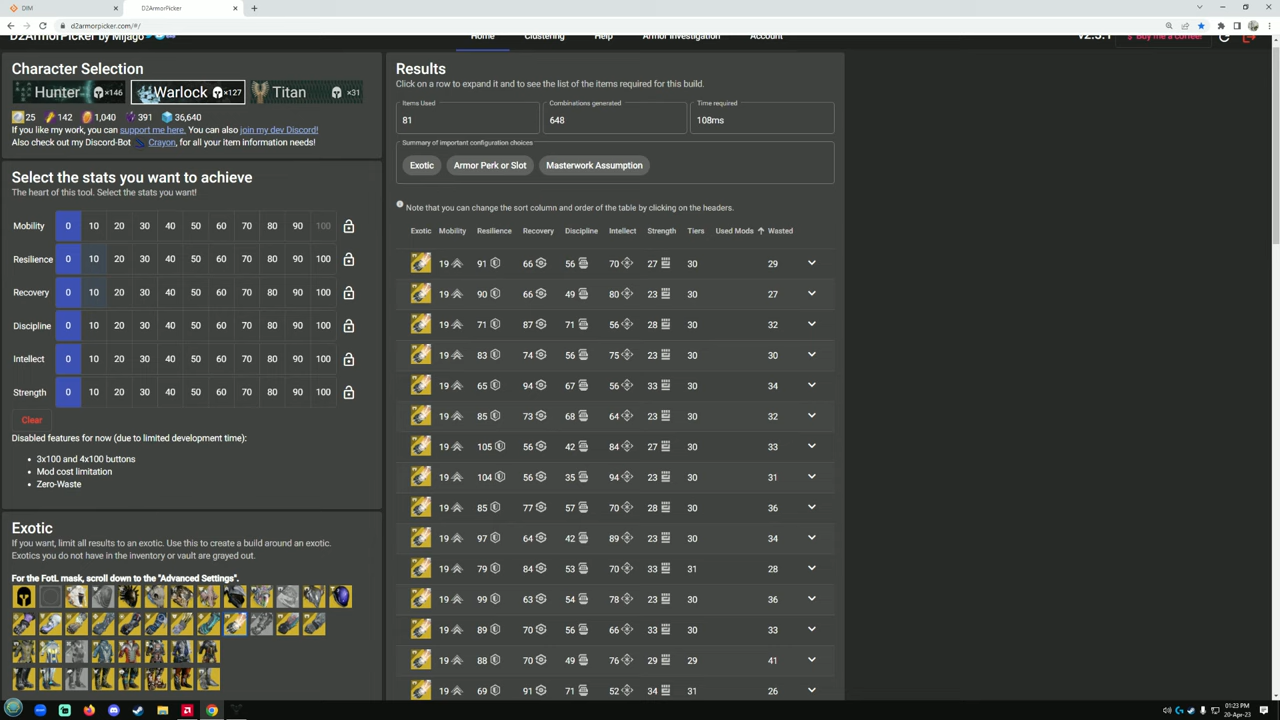 DIM
D2ArmorPicker
d2armorpicker.com/#/
D2ArmorPicker by Mijago
Home
Clustering
Help
Armor Investigation
Account
v2.5.1
Buy me a coffee!
Character Selection
Hunter ×146
Warlock ×127
Titan ×31
25 142 1,040 391 36,640
If you like my work, you can support me here. You can also join my dev Discord!
Also check out my Discord-Bot Crayon, for all your item information needs!
Select the stats you want to achieve
The heart of this tool. Select the stats you want!
Mobility 0 10 20 30 40 50 60 70 80 90 100
Resilience 0 10 20 30 40 50 60 70 80 90 100
Recovery 0 10 20 30 40 50 60 70 80 90 100
Discipline 0 10 20 30 40 50 60 70 80 90 100
Intellect 0 10 20 30 40 50 60 70 80 90 100
Strength 0 10 20 30 40 50 60 70 80 90 100
Clear
Disabled features for now (due to limited development time):
• 3x100 and 4x100 buttons
• Mod cost limitation
• Zero-Waste
Exotic
If you want, limit all results to an exotic. Use this to create a build around an exotic.
Exotics you do not have in the inventory or vault are grayed out.
For the FotL mask, scroll down to the "Advanced Settings".
Results
Click on a row to expand it and to see the list of the items required for this build.
Items Used
81
Combinations generated
648
Time required
108ms
Summary of important configuration choices
Exotic
Armor Perk or Slot
Masterwork Assumption
Note that you can change the sort column and order of the table by clicking on the headers.
Exotic Mobility Resilience Recovery Discipline Intellect Strength Tiers Used Mods Wasted
19 91 66 56 70 27 30 29
19 90 66 49 80 23 30 27
19 71 87 71 56 28 30 32
19 83 74 56 75 23 30 30
19 65 94 67 56 33 30 34
19 85 73 68 64 23 30 32
19 105 56 42 84 27 30 33
19 104 56 35 94 23 30 31
19 85 77 57 70 28 30 36
19 97 64 42 89 23 30 34
19 79 84 53 70 33 31 28
19 99 63 54 78 23 30 36
19 89 70 56 66 33 30 33
19 88 70 49 76 29 29 41
19 69 91 71 52 34 31 26
01:23 PM
20-Apr-23